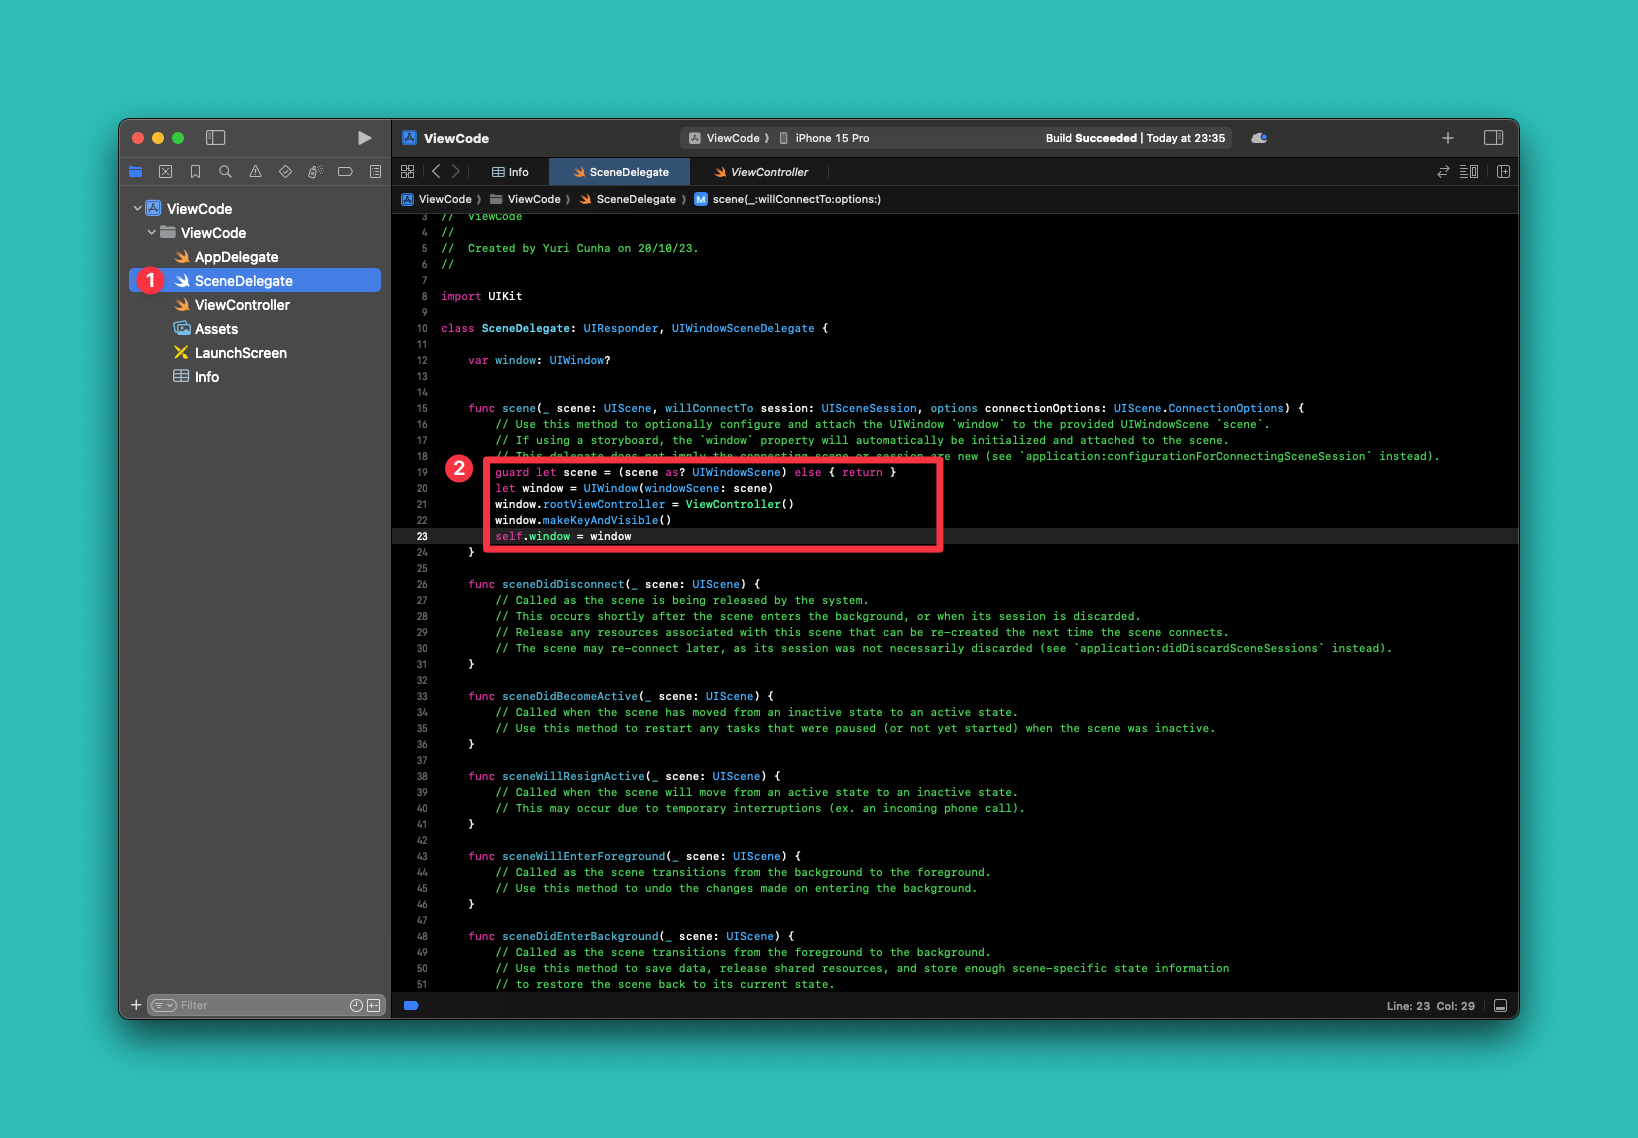 ViewCode
ViewCode ⟩ iPhone 15 Pro
Build Succeeded | Today at 23:35
Info
SceneDelegate
ViewController
ViewCode ⟩ ViewCode ⟩ SceneDelegate ⟩ M scene(_:willConnectTo:options:)
ViewCode
ViewCode
AppDelegate
1 SceneDelegate
ViewController
Assets
LaunchScreen
Info
Filter
3 //  ViewCode
4 //
5 //  Created by Yuri Cunha on 20/10/23.
6 //
7
8 import UIKit
9
10 class SceneDelegate: UIResponder, UIWindowSceneDelegate {
11
12     var window: UIWindow?
13
14
15     func scene(_ scene: UIScene, willConnectTo session: UISceneSession, options connectionOptions: UIScene.ConnectionOptions) {
16         // Use this method to optionally configure and attach the UIWindow `window` to the provided UIWindowScene `scene`.
17         // If using a storyboard, the `window` property will automatically be initialized and attached to the scene.
18         // This delegate does not imply the connecting scene or session are new (see `application:configurationForConnectingSceneSession` instead).
2
19         guard let scene = (scene as? UIWindowScene) else { return }
20         let window = UIWindow(windowScene: scene)
21         window.rootViewController = ViewController()
22         window.makeKeyAndVisible()
23         self.window = window
24     }
25
26     func sceneDidDisconnect(_ scene: UIScene) {
27         // Called as the scene is being released by the system.
28         // This occurs shortly after the scene enters the background, or when its session is discarded.
29         // Release any resources associated with this scene that can be re-created the next time the scene connects.
30         // The scene may re-connect later, as its session was not necessarily discarded (see `application:didDiscardSceneSessions` instead).
31     }
32
33     func sceneDidBecomeActive(_ scene: UIScene) {
34         // Called when the scene has moved from an inactive state to an active state.
35         // Use this method to restart any tasks that were paused (or not yet started) when the scene was inactive.
36     }
37
38     func sceneWillResignActive(_ scene: UIScene) {
39         // Called when the scene will move from an active state to an inactive state.
40         // This may occur due to temporary interruptions (ex. an incoming phone call).
41     }
42
43     func sceneWillEnterForeground(_ scene: UIScene) {
44         // Called as the scene transitions from the background to the foreground.
45         // Use this method to undo the changes made on entering the background.
46     }
47
48     func sceneDidEnterBackground(_ scene: UIScene) {
49         // Called as the scene transitions from the foreground to the background.
50         // Use this method to save data, release shared resources, and store enough scene-specific state information
51         // to restore the scene back to its current state.
Line: 23 Col: 29